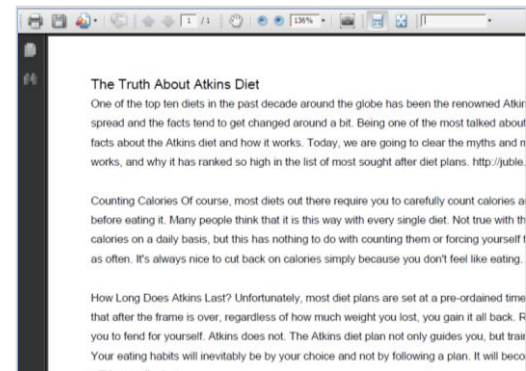 1 / 1
136%
The Truth About Atkins Diet
One of the top ten diets in the past decade around the globe has been the renowned Atkin
spread and the facts tend to get changed around a bit. Being one of the most talked about
facts about the Atkins diet and how it works. Today, we are going to clear the myths and m
works, and why it has ranked so high in the list of most sought after diet plans. http://juble.
Counting Calories Of course, most diets out there require you to carefully count calories a
before eating it. Many people think that it is this way with every single diet. Not true with th
calories on a daily basis, but this has nothing to do with counting them or forcing yourself t
as often. It's always nice to cut back on calories simply because you don't feel like eating.
How Long Does Atkins Last? Unfortunately, most diet plans are set at a pre-ordained time
that after the frame is over, regardless of how much weight you lost, you gain it all back. R
you to fend for yourself. Atkins does not. The Atkins diet plan not only guides you, but trai
Your eating habits will inevitably be by your choice and not by following a plan. It will beco